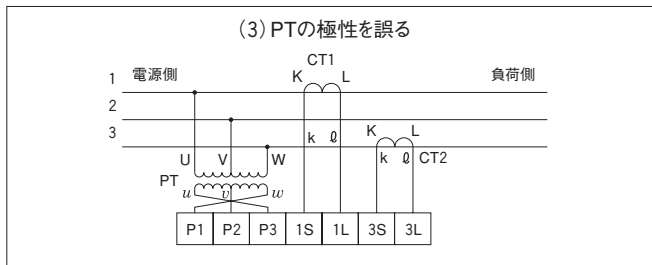 (3)PTの極性を誤る
CT1
1 電源側 K L 負荷側
2
3 k ℓ K L
U V W k ℓ CT2
PT
u v w
P1 P2 P3 1S 1L 3S 3L